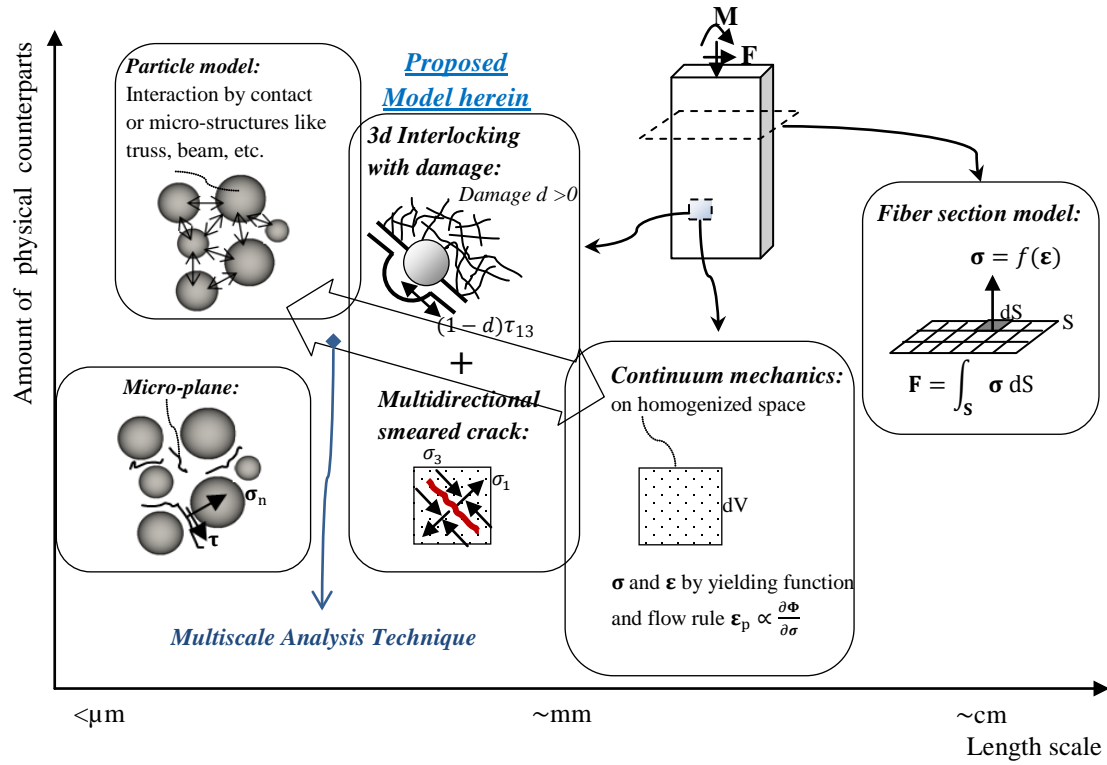 Amount of physical counterparts
Particle model:
Interaction by contact
or micro-structures like
truss, beam, etc.
Proposed
Model herein
3d Interlocking
with damage:
Damage d >0
(1 − d)τ₁₃
+
Multidirectional
smeared crack:
σ₃
σ₁
M
F
Fiber section model:
𝛔 = f(𝛆)
dS
S
𝐅 = ∫_𝐒 𝛔 dS
Micro-plane:
𝛔ₙ
𝛕
Continuum mechanics:
on homogenized space
dV
𝛔 and 𝛆 by yielding function
and flow rule 𝛆ₚ ∝ ∂𝚽/∂𝛔
Multiscale Analysis Technique
<μm
~mm
~cm
Length scale